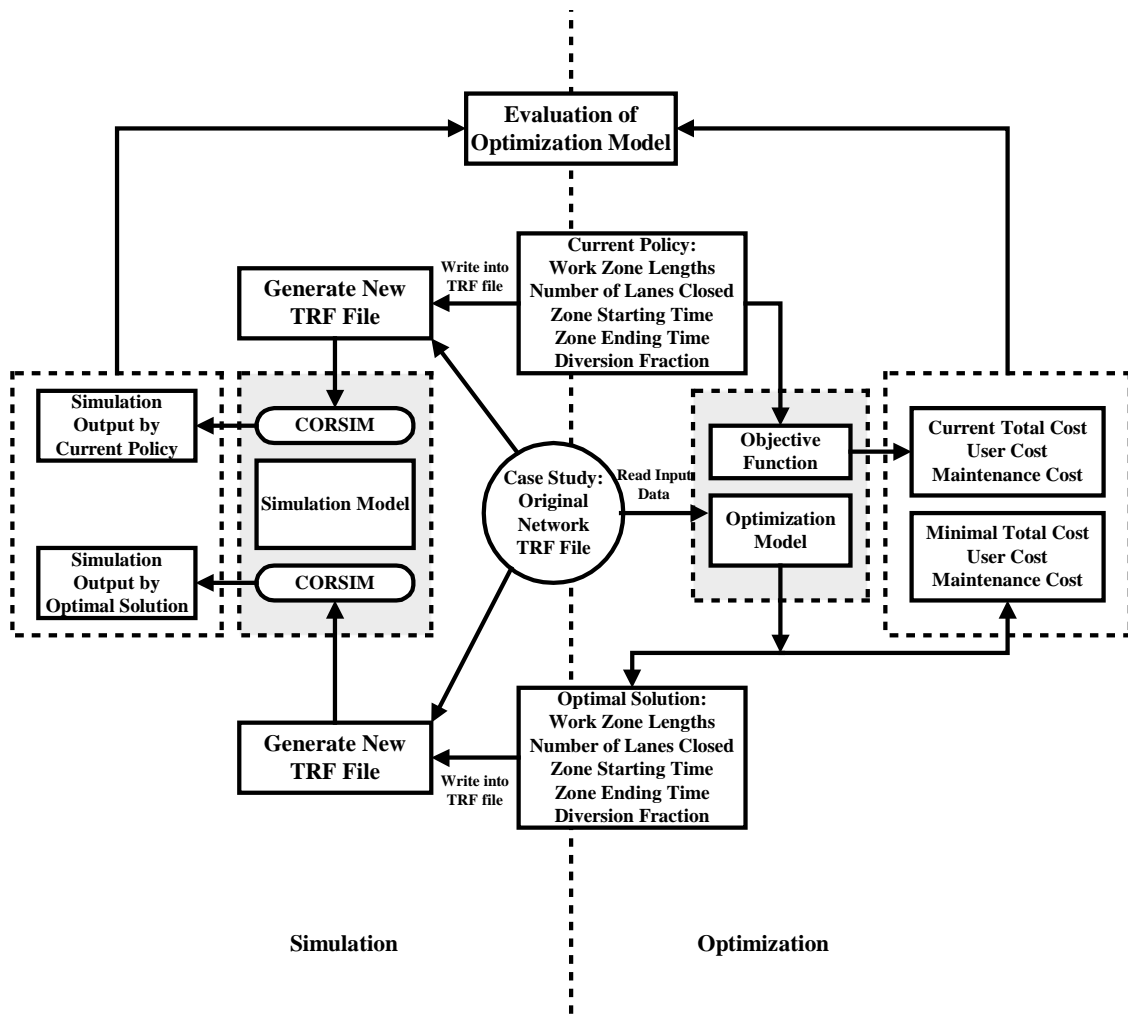 Evaluation of
Optimization Model
Current Policy:
Work Zone Lengths
Number of Lanes Closed
Zone Starting Time
Zone Ending Time
Diversion Fraction
Write into
TRF file
Generate New
TRF File
Simulation
Output by
Current Policy
CORSIM
Simulation Model
Simulation
Output by
Optimal Solution
CORSIM
Case Study:
Original
Network
TRF File
Read Input
Data
Objective
Function
Optimization
Model
Current Total Cost
User Cost
Maintenance Cost
Minimal Total Cost
User Cost
Maintenance Cost
Generate New
TRF File
Write into
TRF file
Optimal Solution:
Work Zone Lengths
Number of Lanes Closed
Zone Starting Time
Zone Ending Time
Diversion Fraction
Simulation
Optimization